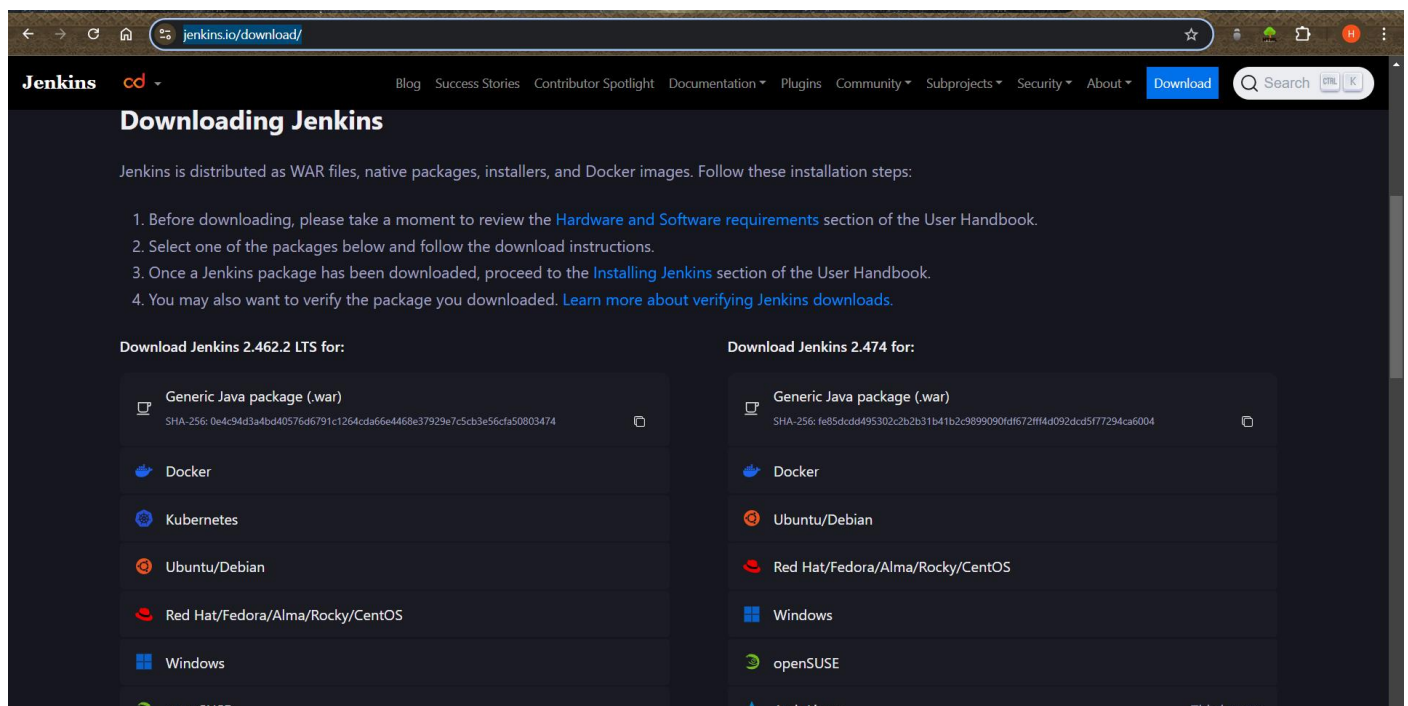 jenkins.io/download/
H
Jenkins cd Blog Success Stories Contributor Spotlight Documentation Plugins Community Subprojects Security About Download Search CTRL K
Downloading Jenkins
Jenkins is distributed as WAR files, native packages, installers, and Docker images. Follow these installation steps:
1. Before downloading, please take a moment to review the Hardware and Software requirements section of the User Handbook.
2. Select one of the packages below and follow the download instructions.
3. Once a Jenkins package has been downloaded, proceed to the Installing Jenkins section of the User Handbook.
4. You may also want to verify the package you downloaded. Learn more about verifying Jenkins downloads.
Download Jenkins 2.462.2 LTS for:
Generic Java package (.war)
SHA-256: 0e4c94d3a4bd40576d6791c1264cda66e4468e37929e7c5cb3e56cfa50803474
Docker
Kubernetes
Ubuntu/Debian
Red Hat/Fedora/Alma/Rocky/CentOS
Windows
Download Jenkins 2.474 for:
Generic Java package (.war)
SHA-256: fe85dcdd495302c2b2b31b41b2c9899090fdf672fff4d092dcd5f77294ca6004
Docker
Ubuntu/Debian
Red Hat/Fedora/Alma/Rocky/CentOS
Windows
openSUSE